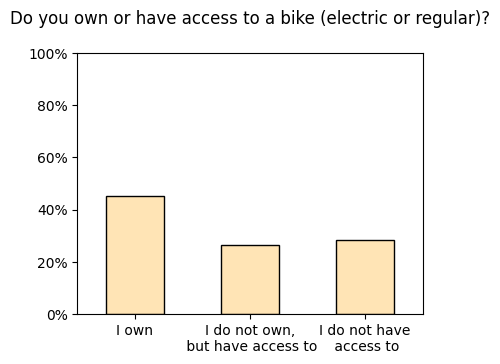 Do you own or have access to a bike (electric or regular)?
100%
80%
60%
40%
20%
0%
I own
I do not own,
but have access to
I do not have
access to